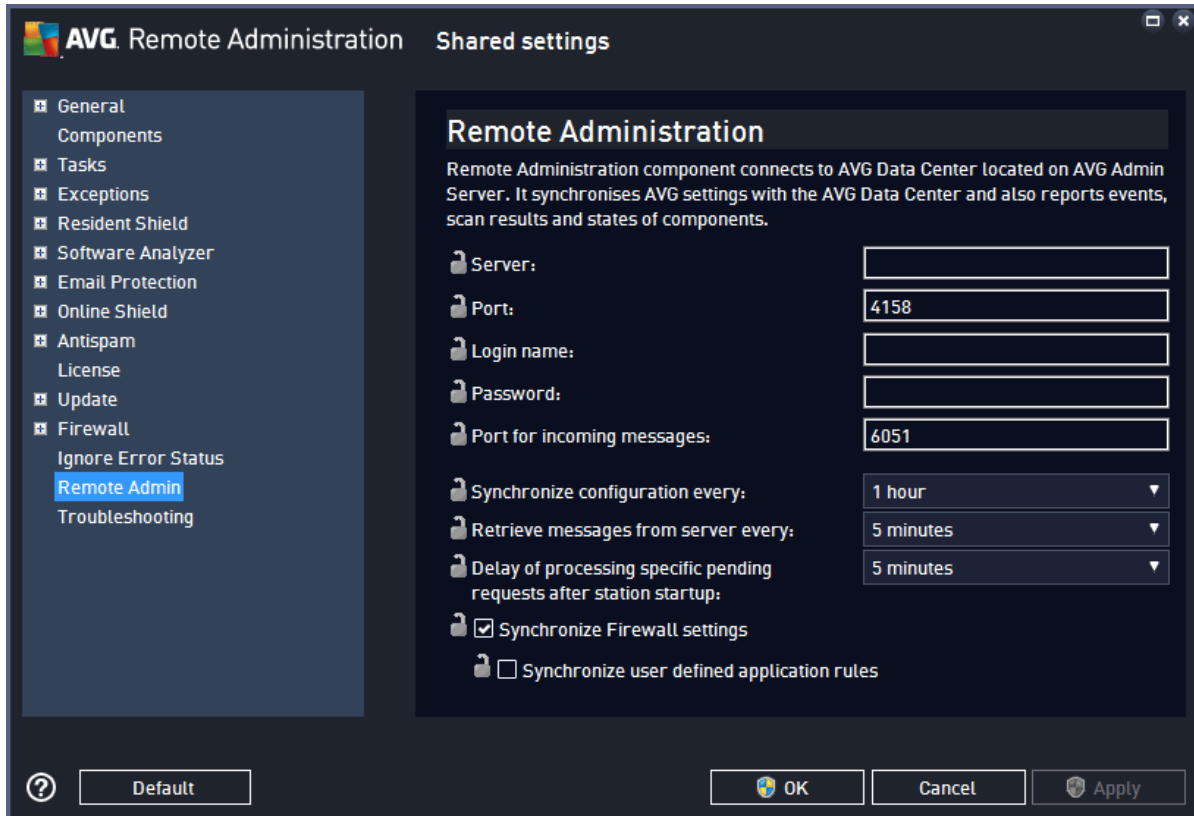 AVG. Remote Administration Shared settings
General
Components
Tasks
Exceptions
Resident Shield
Software Analyzer
Email Protection
Online Shield
Antispam
License
Update
Firewall
Ignore Error Status
Remote Admin
Troubleshooting
Remote Administration
Remote Administration component connects to AVG Data Center located on AVG Admin
Server. It synchronises AVG settings with the AVG Data Center and also reports events,
scan results and states of components.
Server:
Port: 4158
Login name:
Password:
Port for incoming messages: 6051
Synchronize configuration every: 1 hour
Retrieve messages from server every: 5 minutes
Delay of processing specific pending 5 minutes
requests after station startup:
Synchronize Firewall settings
Synchronize user defined application rules
? Default OK Cancel Apply